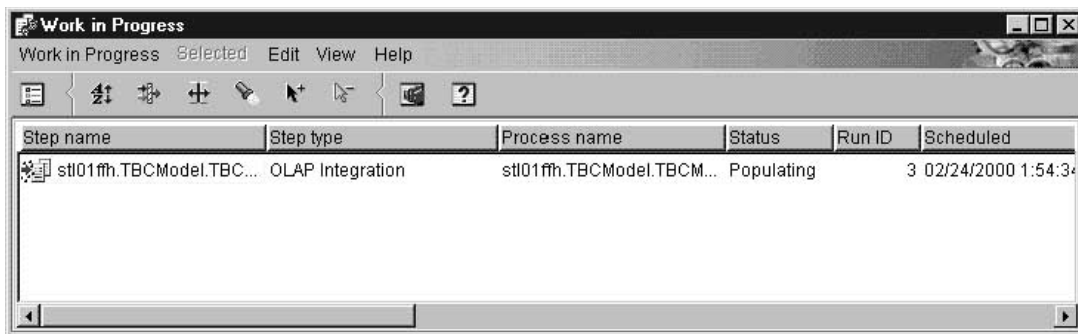 Work in Progress
Work in Progress Selected Edit View Help
Step name Step type Process name Status Run ID Scheduled
stl01ffh.TBCModel.TBC... OLAP Integration stl01ffh.TBCModel.TBCM... Populating 3 02/24/2000 1:54:34